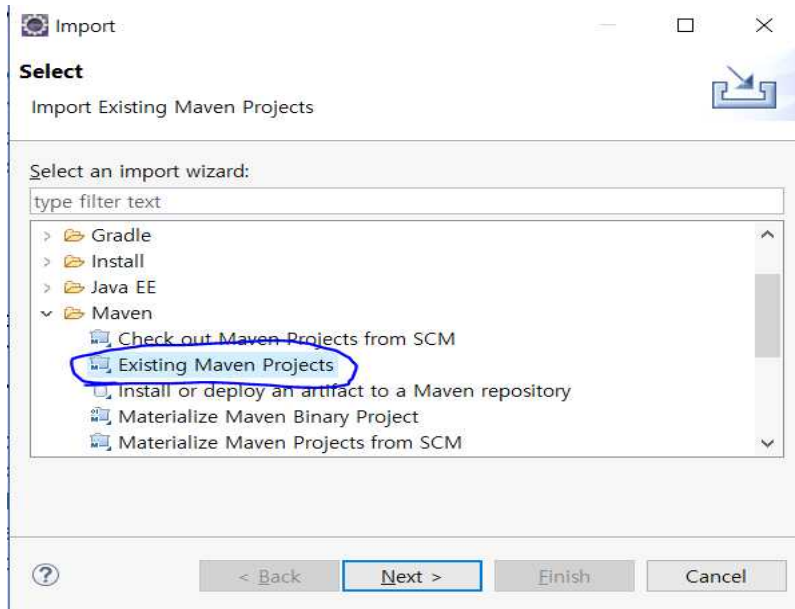 Import
Select
Import Existing Maven Projects
Select an import wizard:
type filter text
Gradle
Install
Java EE
Maven
Check out Maven Projects from SCM
Existing Maven Projects
Install or deploy an artifact to a Maven repository
Materialize Maven Binary Project
Materialize Maven Projects from SCM
?
< Back
Next >
Finish
Cancel